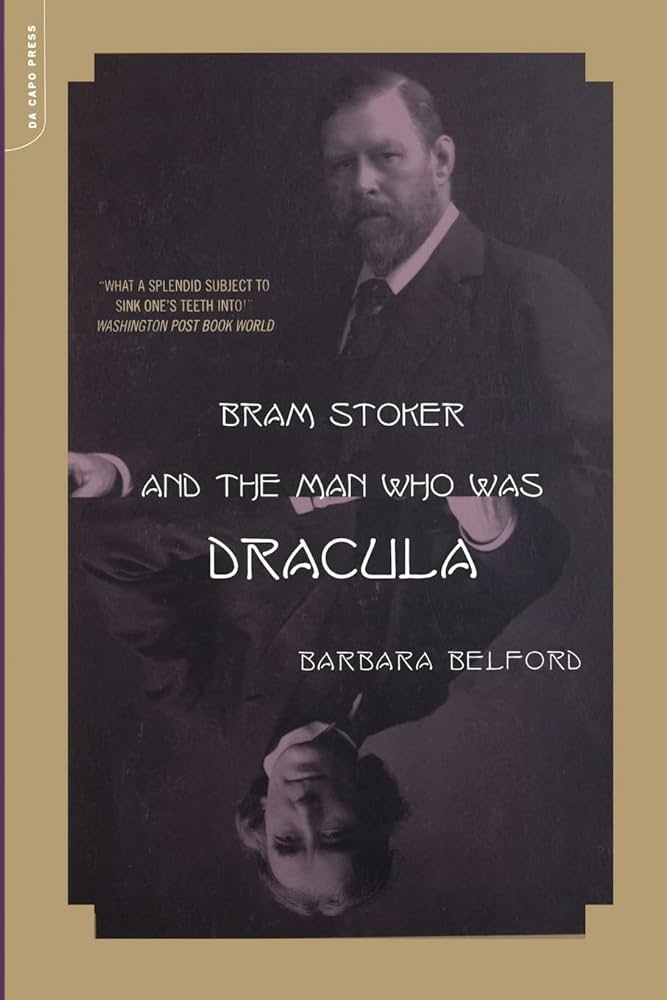 DA CAPO PRESS
“WHAT A SPLENDID SUBJECT TO
SINK ONE’S TEETH INTO!”
WASHINGTON POST BOOK WORLD
BRAM STOKER
AND THE MAN WHO WAS
DRACULA
BARBARA BELFORD